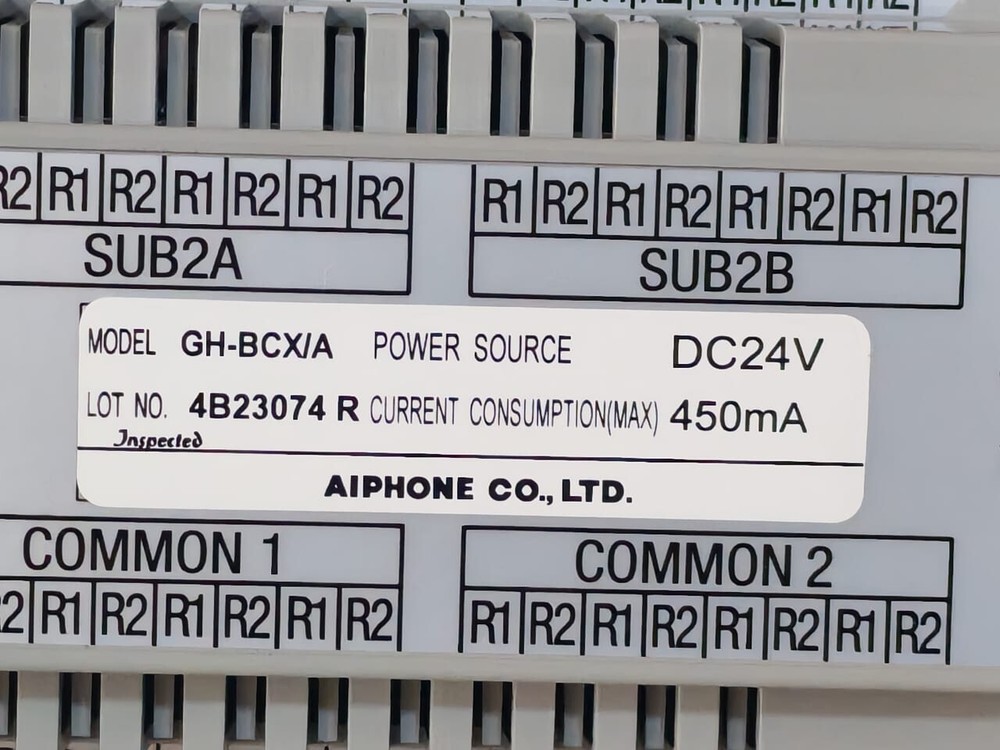 R2 R1 R2 R1 R2 R1 R2
SUB2A
R1 R2 R1 R2 R1 R2 R1 R2
SUB2B
MODEL GH-BCX/A POWER SOURCE DC24V
LOT NO. 4B23074 R CURRENT CONSUMPTION(MAX) 450mA
Inspected
AIPHONE CO., LTD.
COMMON 1
R2 R1 R2 R1 R2 R1 R2
COMMON 2
R1 R2 R1 R2 R1 R2 R1 R2